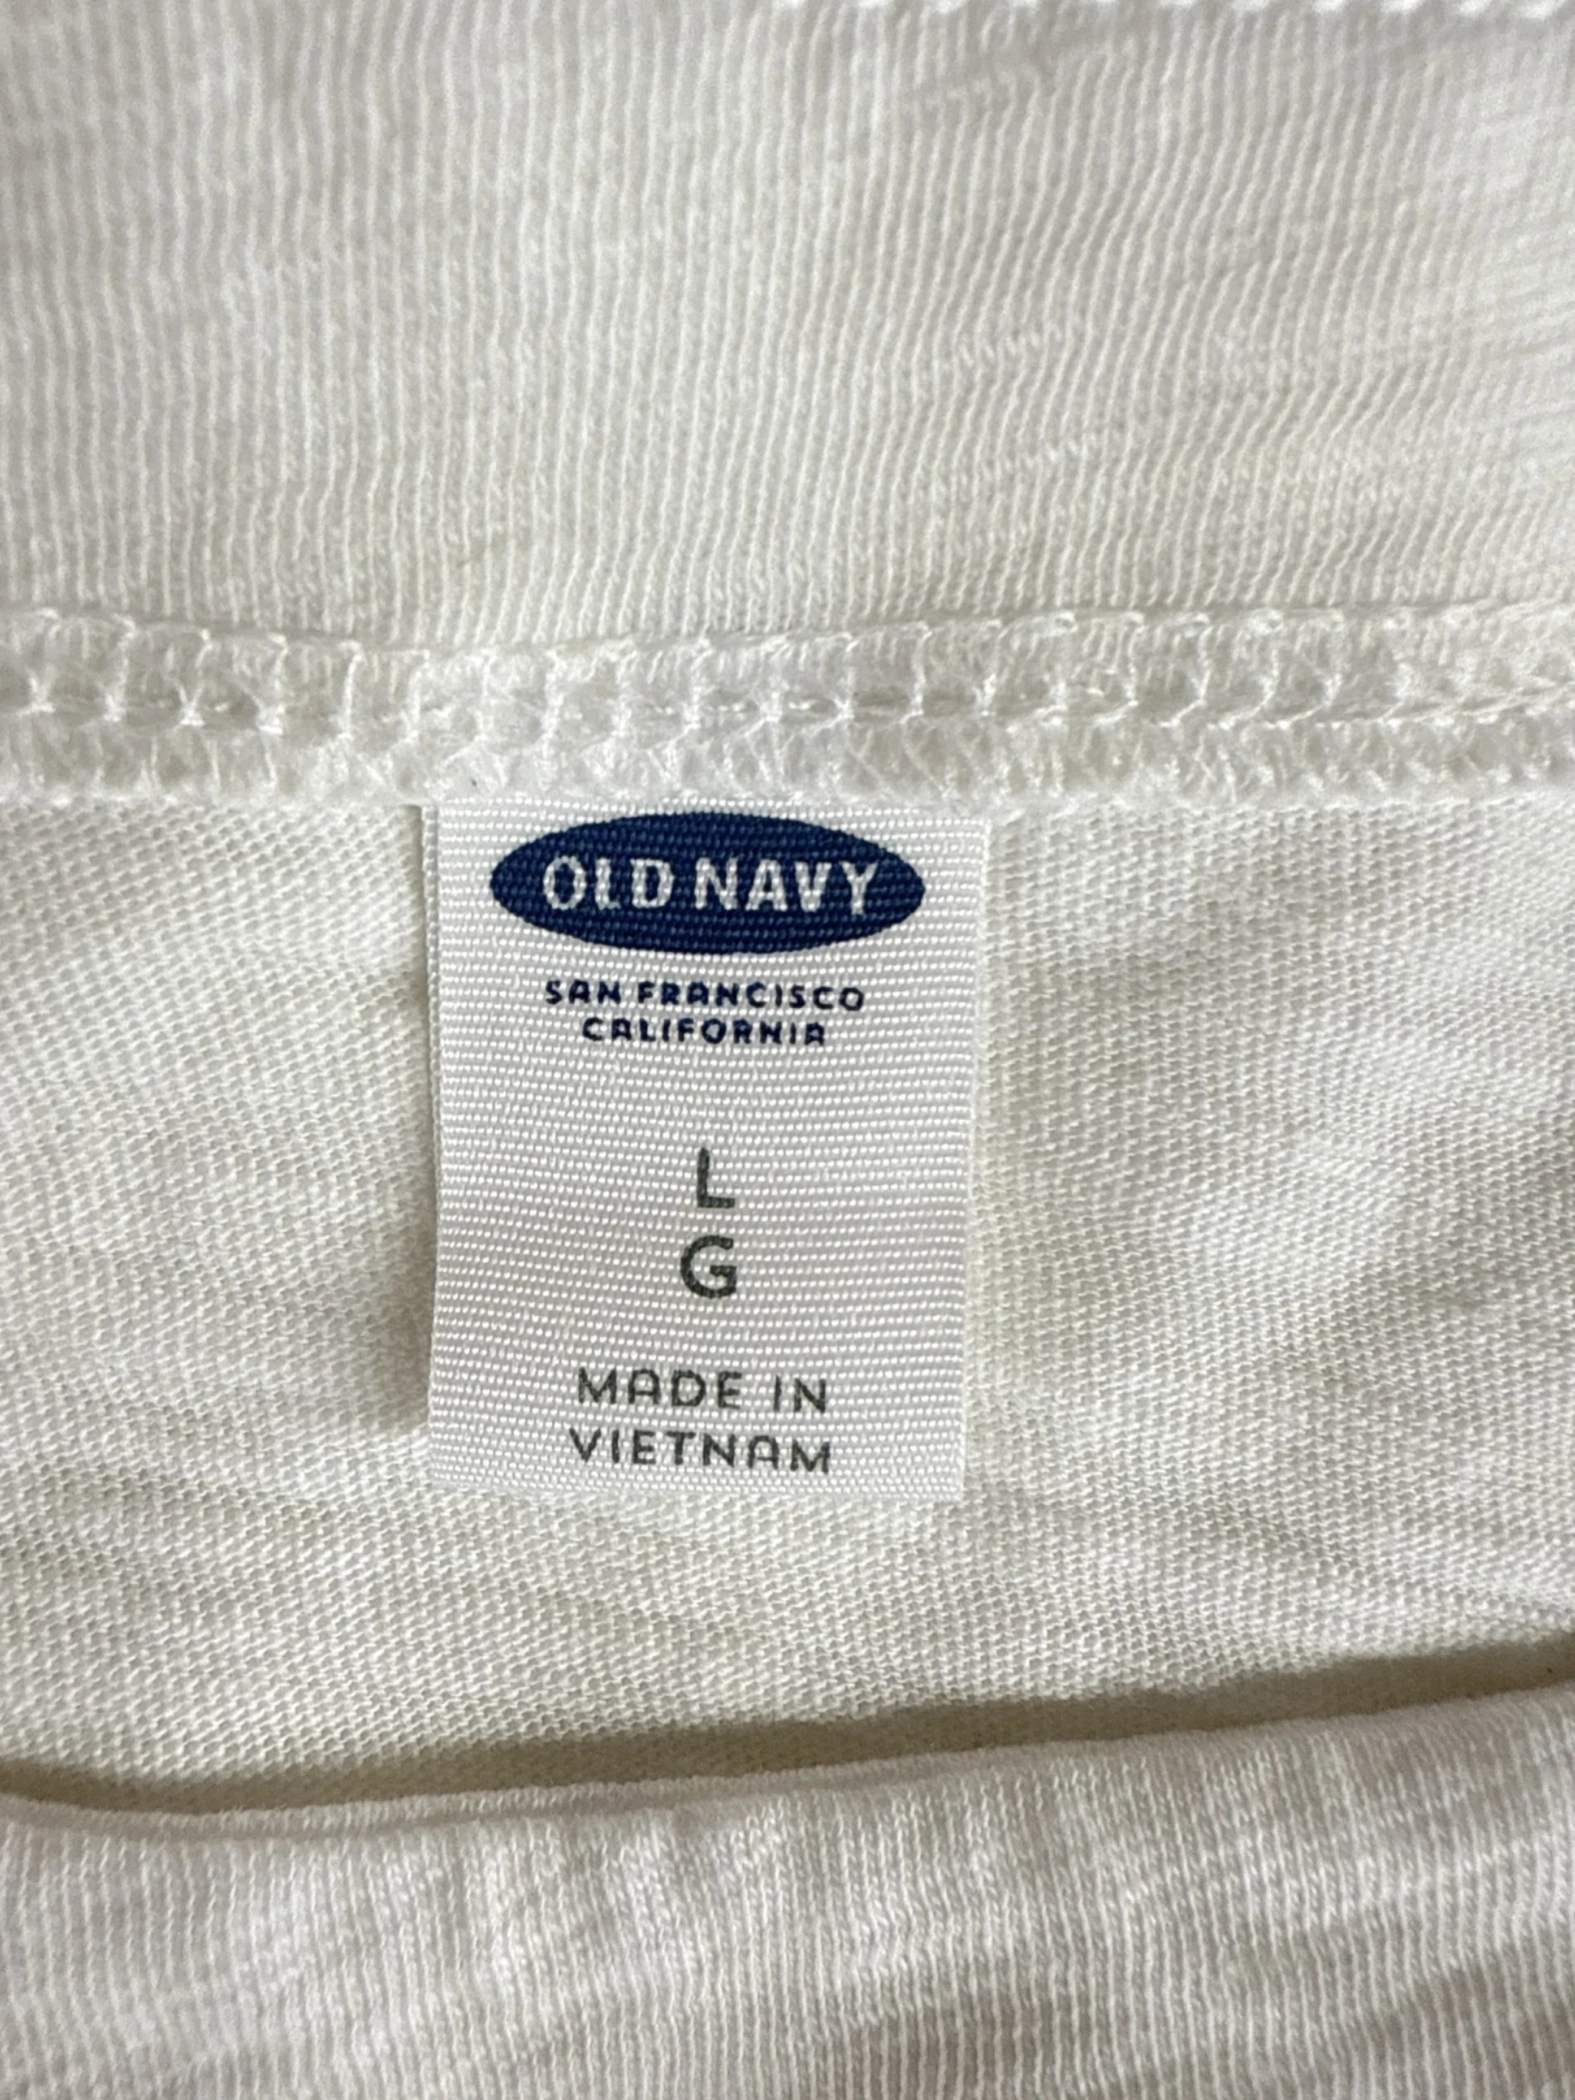 OLD NAVY
SAN FRANCISCO
CALIFORNIA
L
G
MADE IN
VIETNAM